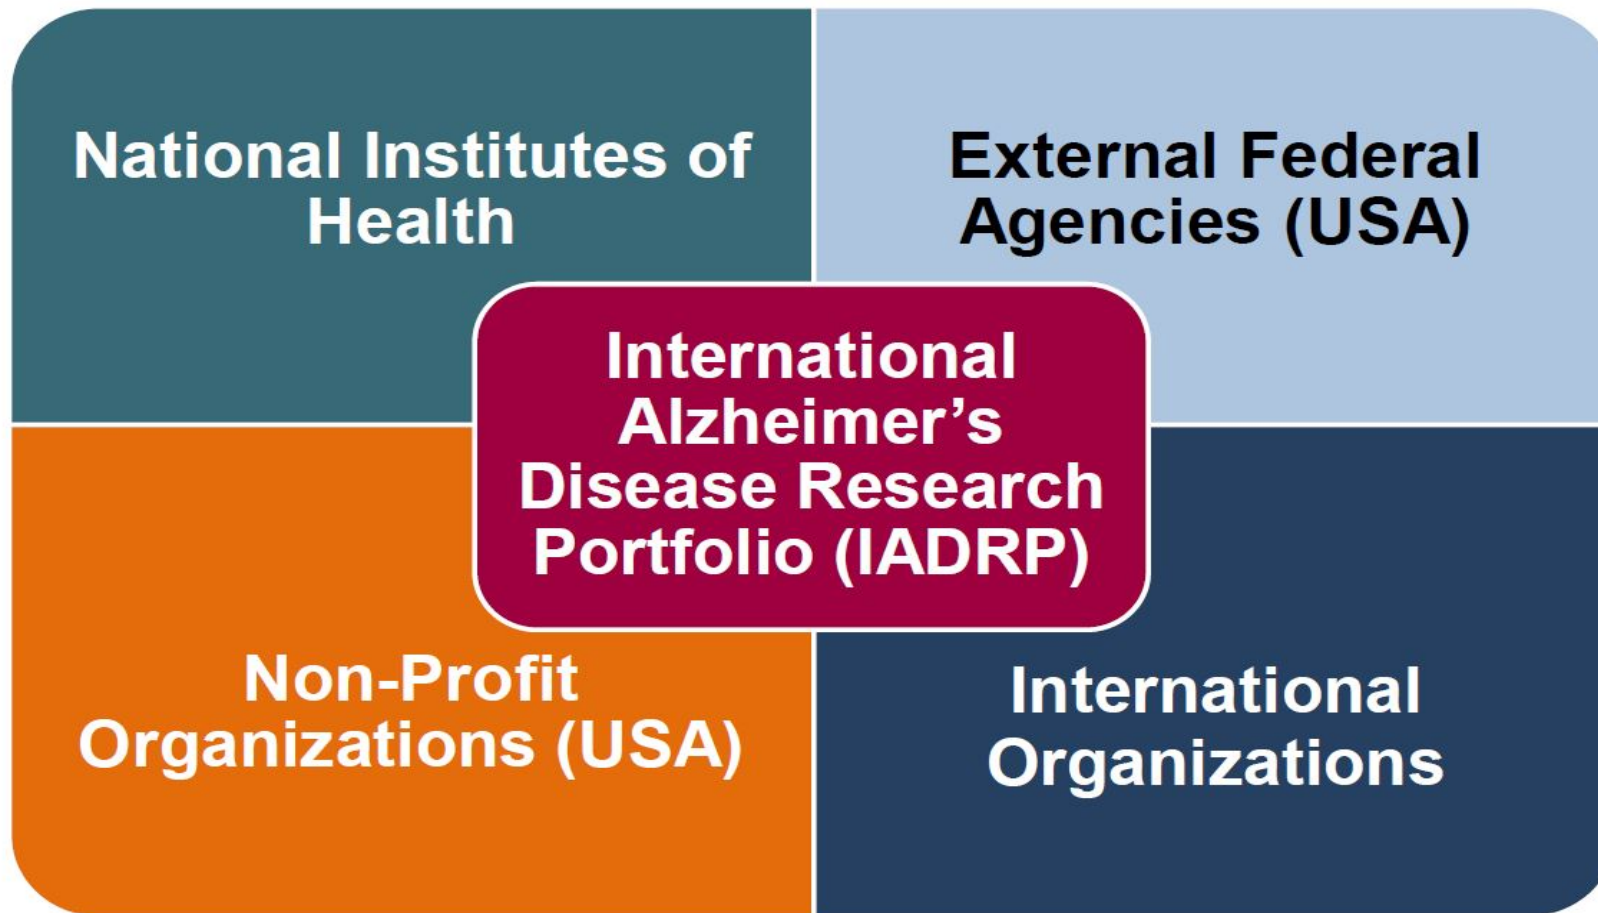 National Institutes of
Health
External Federal
Agencies (USA)
International
Alzheimer’s
Disease Research
Portfolio (IADRP)
Non-Profit
Organizations (USA)
International
Organizations